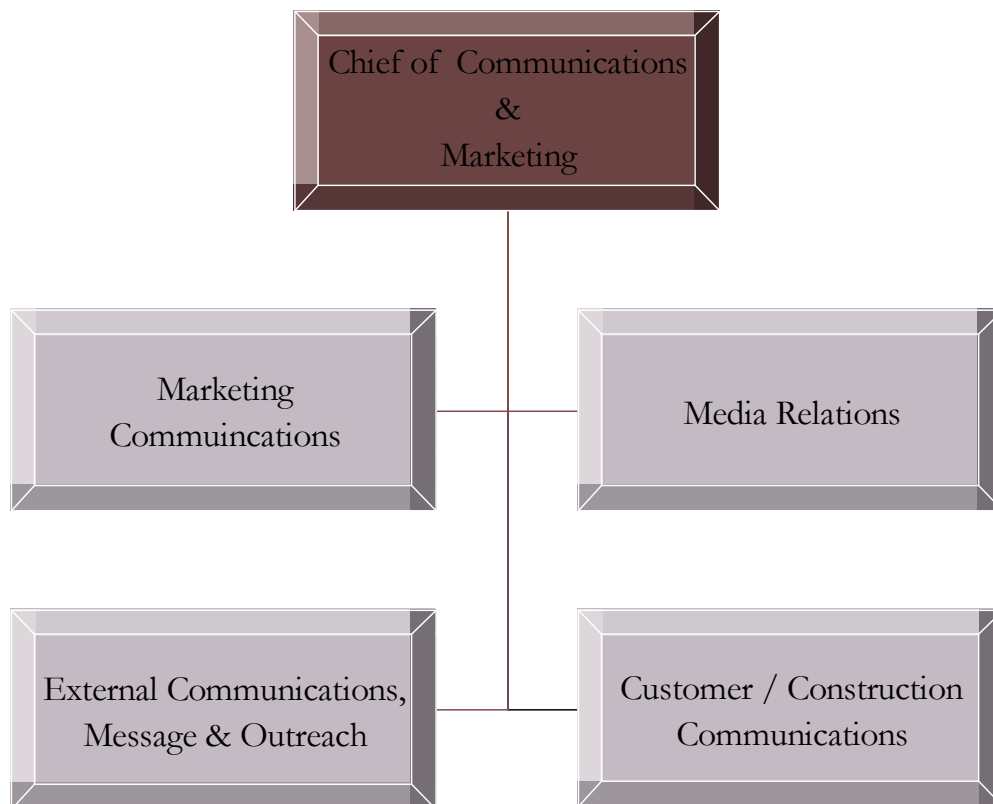 Chief of Communications
&
Marketing
Marketing
Commuincations
Media Relations
External Communications,
Message & Outreach
Customer / Construction
Communications